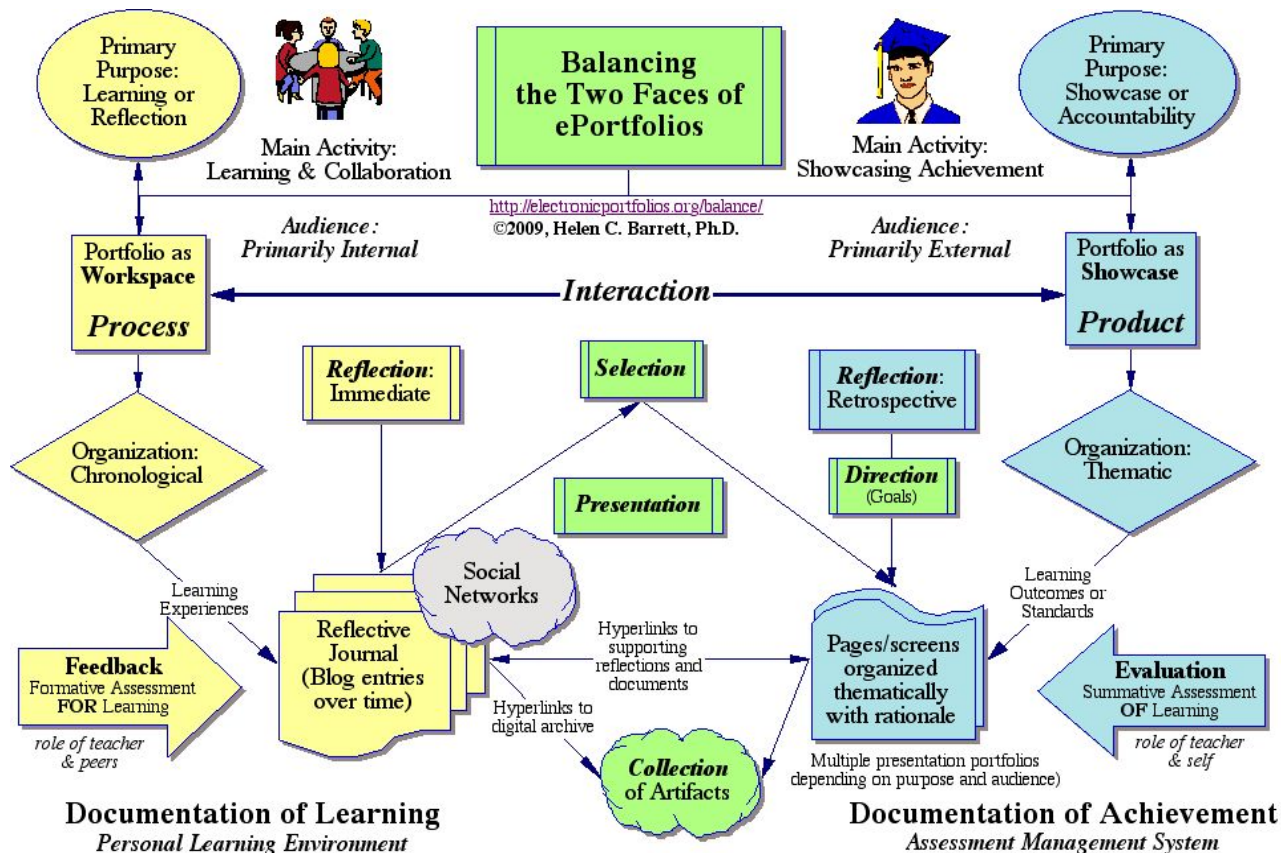 Primary
Purpose:
Learning or
Reflection
Main Activity:
Learning & Collaboration
Balancing
the Two Faces of
ePortfolios
Main Activity:
Showcasing Achievement
Primary
Purpose:
Showcase or
Accountability
http://electronicportfolios.org/balance/
©2009, Helen C. Barrett, Ph.D.
Audience:
Primarily Internal
Audience:
Primarily External
Portfolio as
Workspace
Process
Interaction
Portfolio as
Showcase
Product
Reflection:
Immediate
Selection
Reflection:
Retrospective
Organization:
Chronological
Presentation
Direction
(Goals)
Organization:
Thematic
Learning
Experiences
Social
Networks
Learning
Outcomes or
Standards
Feedback
Formative Assessment
FOR Learning
role of teacher
& peers
Reflective
Journal
(Blog entries
over time)
Hyperlinks to
supporting
reflections and
documents
Hyperlinks to
digital archive
Pages/screens
organized
thematically
with rationale
Evaluation
Summative Assessment
OF Learning
role of teacher
& self
Collection
of Artifacts
Multiple presentation portfolios
depending on purpose and audience)
Documentation of Learning
Personal Learning Environment
Documentation of Achievement
Assessment Management System